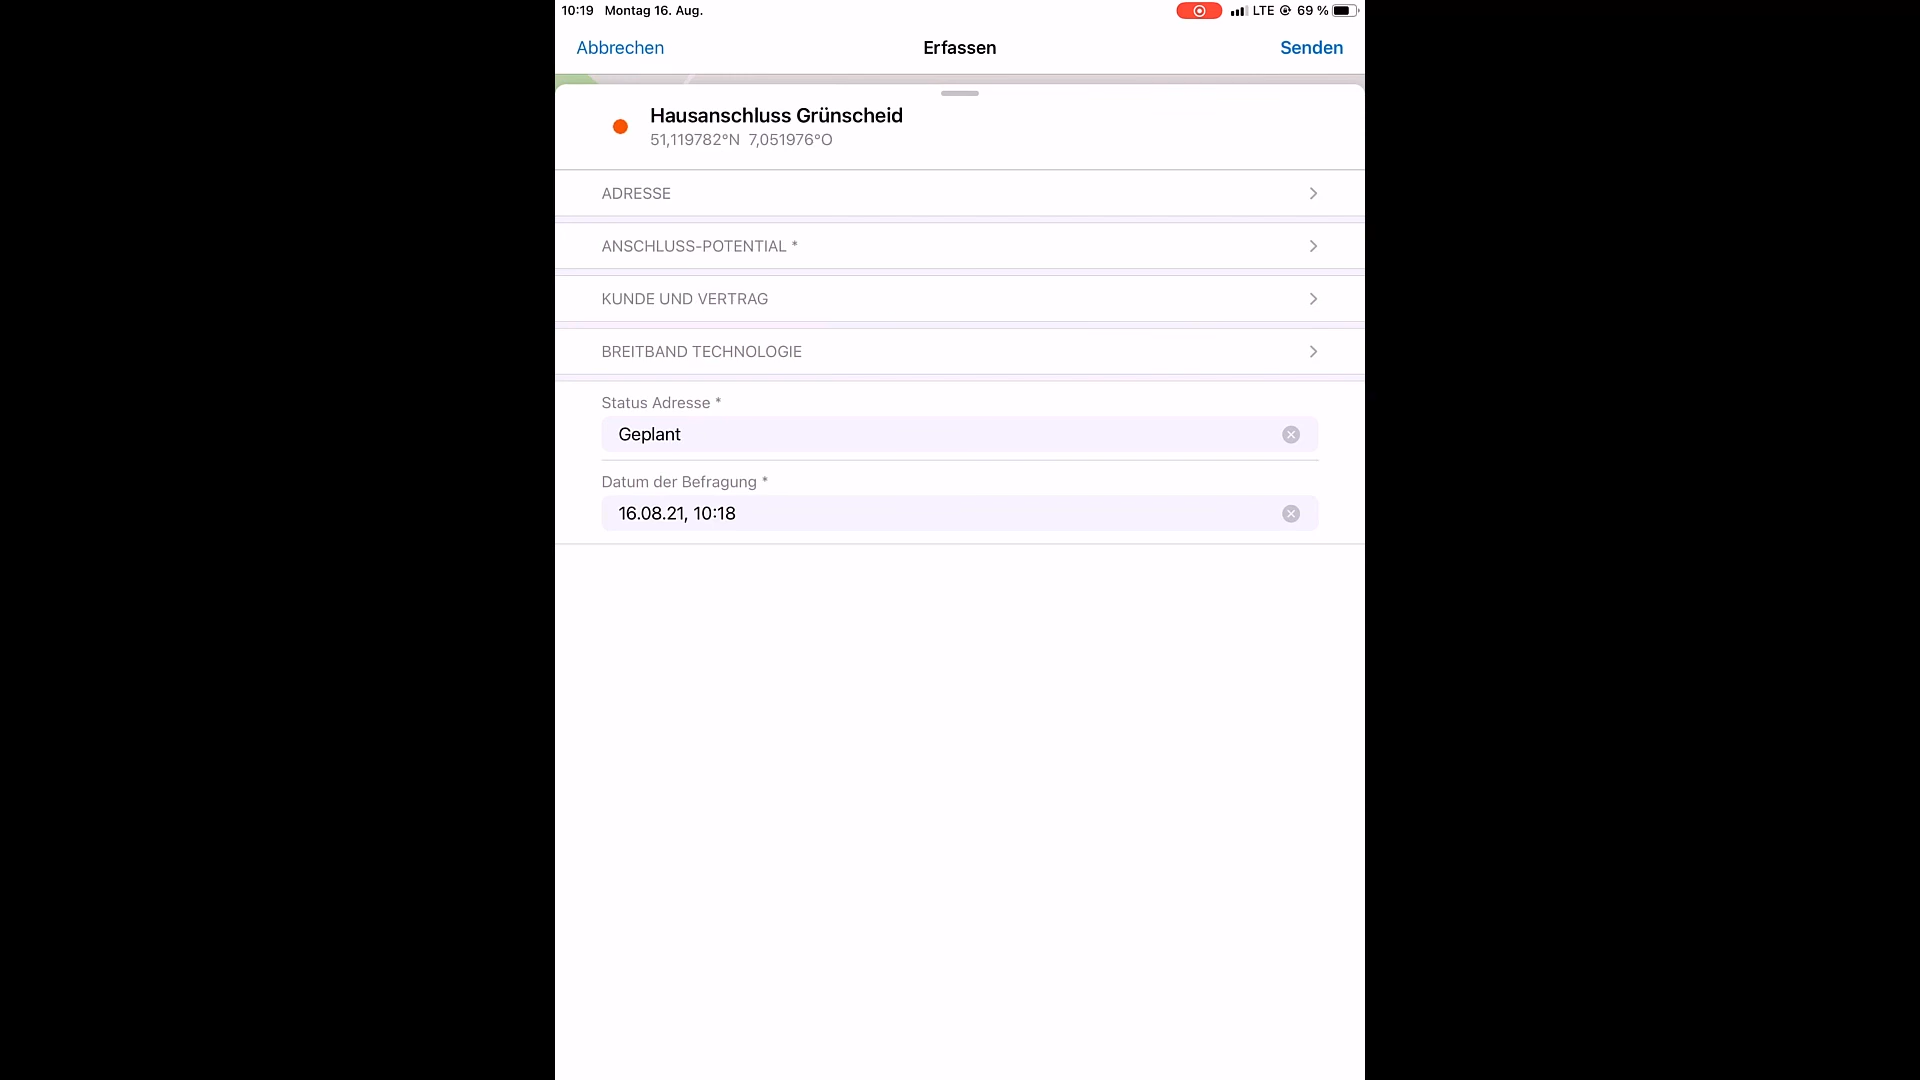 10:19 Montag 16. Aug.
LTE 69 %
Abbrechen Erfassen Senden
Hausanschluss Grünscheid
51,119782°N 7,051976°O
ADRESSE
ANSCHLUSS-POTENTIAL *
KUNDE UND VERTRAG
BREITBAND TECHNOLOGIE
Status Adresse *
Geplant
Datum der Befragung *
16.08.21, 10:18